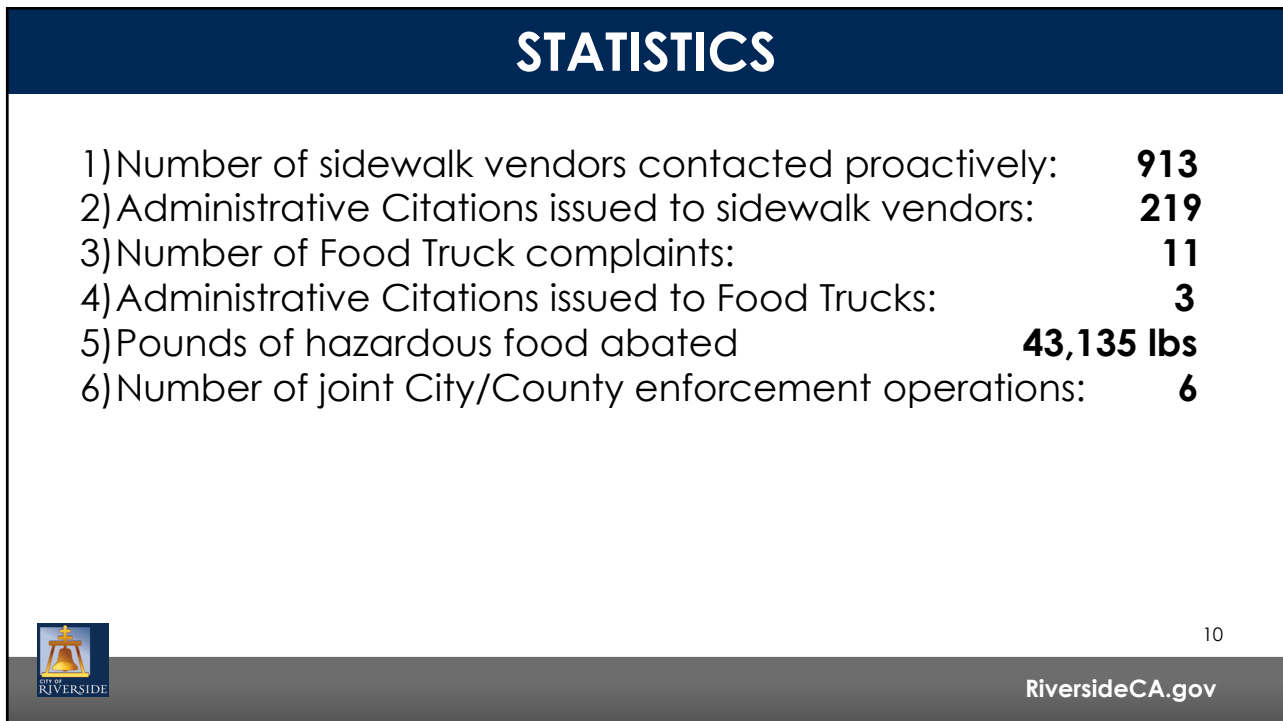 STATISTICS
1)Number of sidewalk vendors contacted proactively: 913
2)Administrative Citations issued to sidewalk vendors: 219
3)Number of Food Truck complaints: 11
4)Administrative Citations issued to Food Trucks: 3
5)Pounds of hazardous food abated 43,135 lbs
6)Number of joint City/County enforcement operations: 6
10
CITY OF
RIVERSIDE
RiversideCA.gov